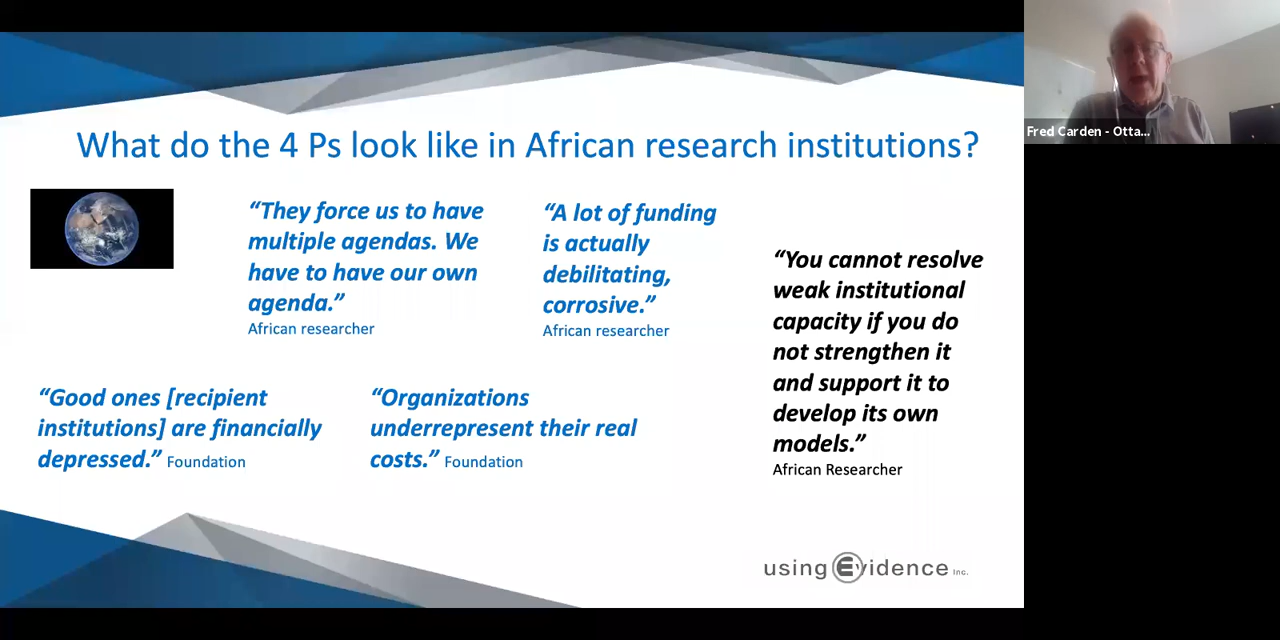 What do the 4 Ps look like in African research institutions?
“They force us to have
multiple agendas. We
have to have our own
agenda.”
African researcher
“A lot of funding
is actually
debilitating,
corrosive.”
African researcher
“You cannot resolve
weak institutional
capacity if you do
not strengthen it
and support it to
develop its own
models.”
African Researcher
“Good ones [recipient
institutions] are financially
depressed.” Foundation
“Organizations
underrepresent their real
costs.” Foundation
using Evidence Inc.
Fred Carden - Otta...